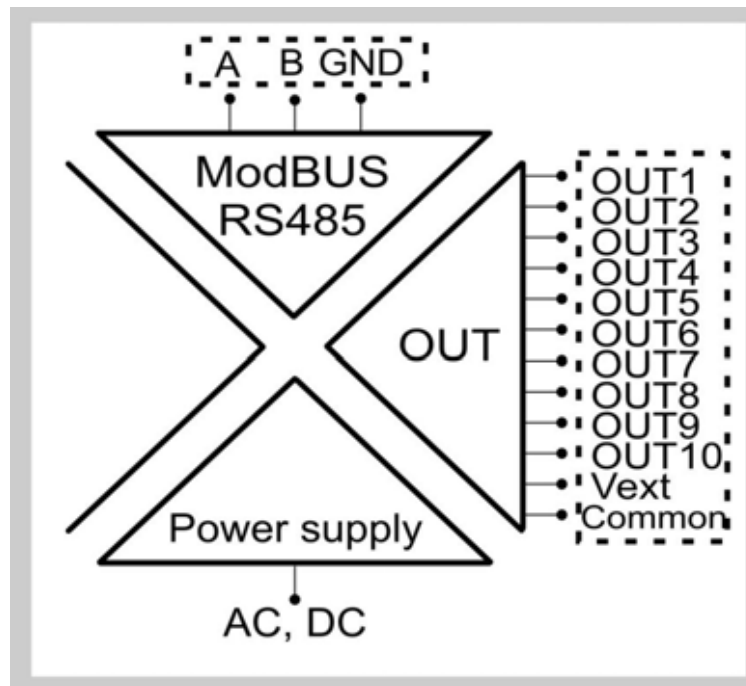 A B GND
ModBUS
RS485
OUT
OUT1
OUT2
OUT3
OUT4
OUT5
OUT6
OUT7
OUT8
OUT9
OUT10
Vext
Common
Power supply
AC, DC